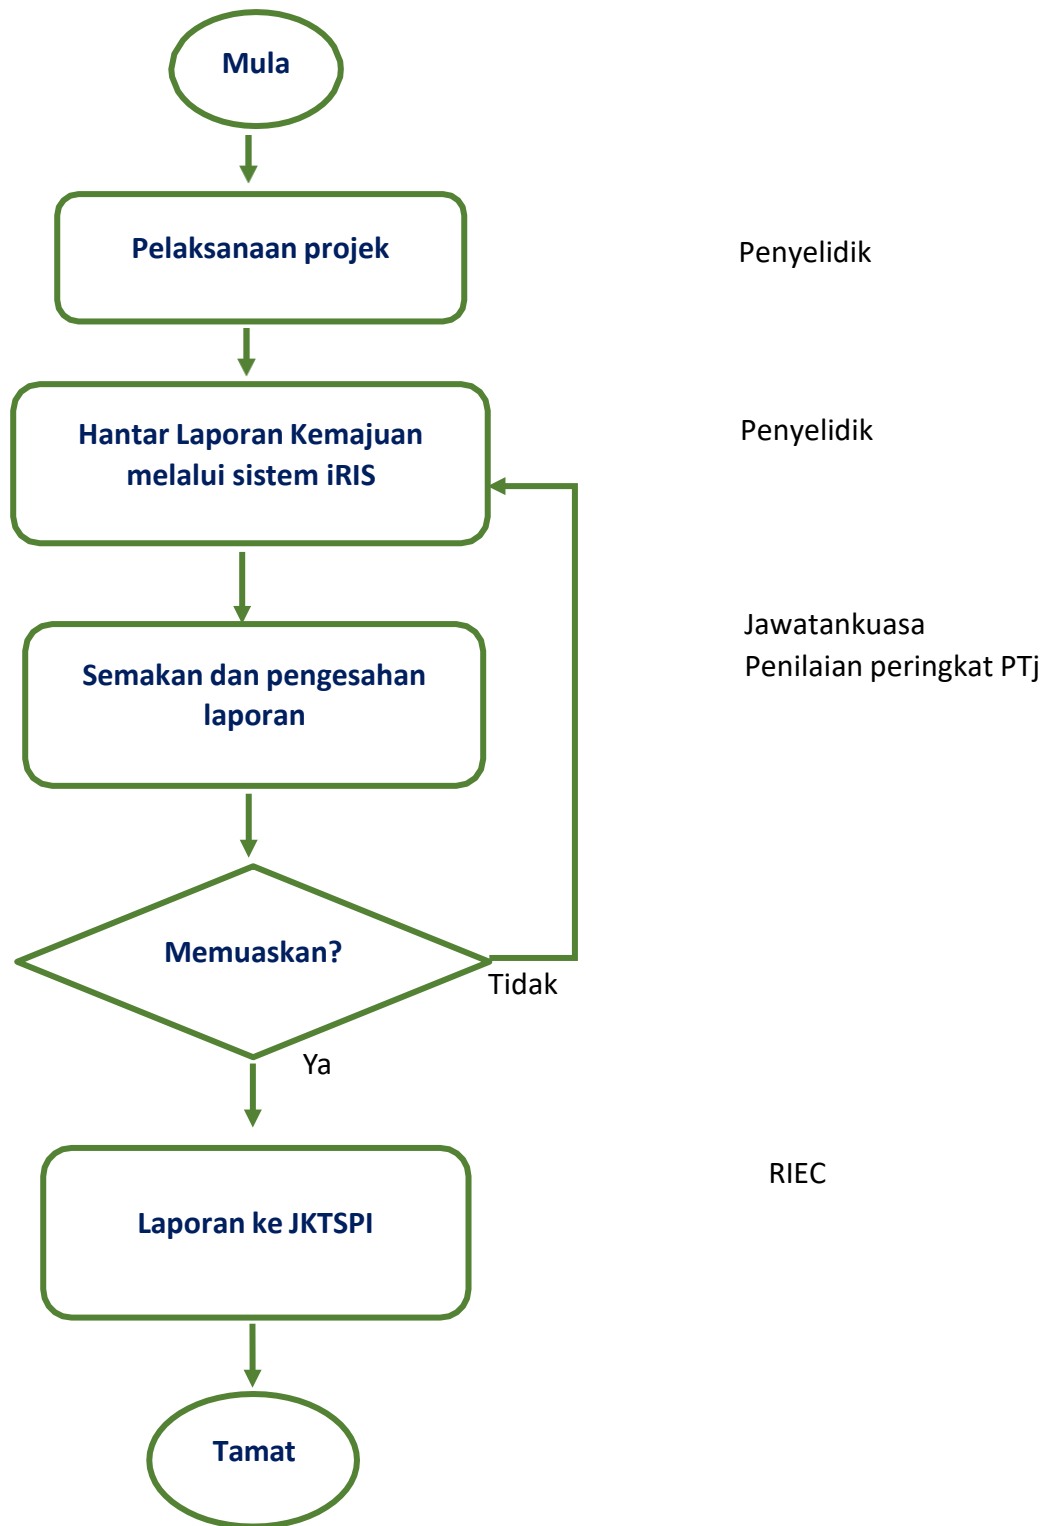 Mula
Pelaksanaan projek
Penyelidik
Hantar Laporan Kemajuan
melalui sistem iRIS
Penyelidik
Semakan dan pengesahan
laporan
Jawatankuasa
Penilaian peringkat PTj
Memuaskan?
Tidak
Ya
Laporan ke JKTSPI
RIEC
Tamat